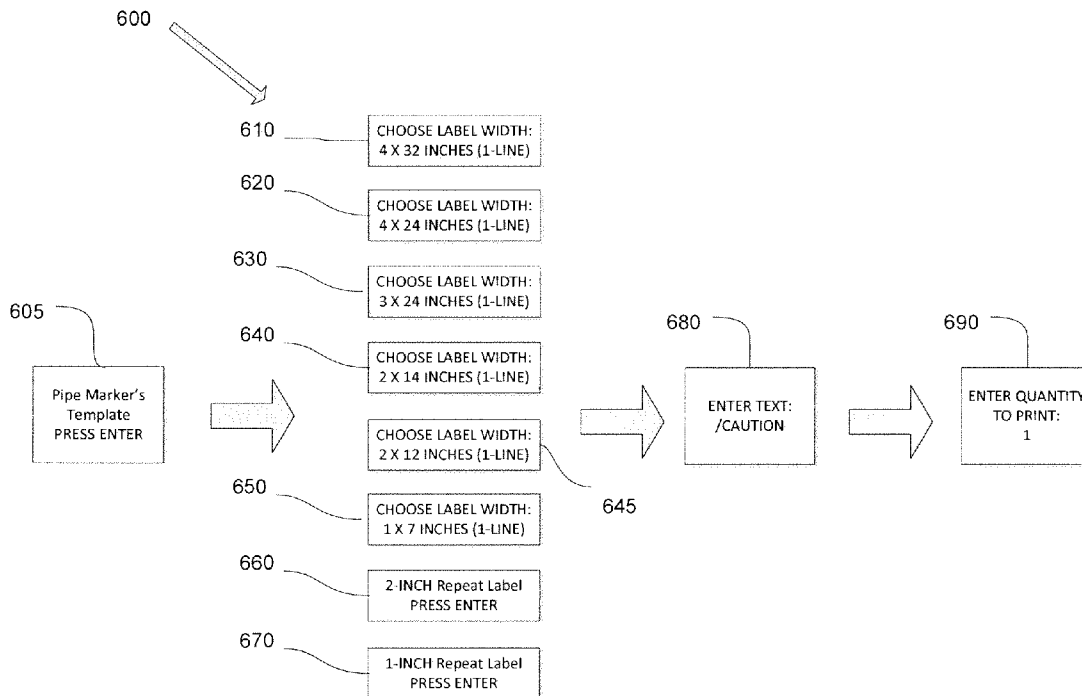 600
610
CHOOSE LABEL WIDTH:
4 X 32 INCHES (1-LINE)
620
CHOOSE LABEL WIDTH:
4 X 24 INCHES (1-LINE)
630
CHOOSE LABEL WIDTH:
3 X 24 INCHES (1-LINE)
605
Pipe Marker's
Template
PRESS ENTER
640
CHOOSE LABEL WIDTH:
2 X 14 INCHES (1-LINE)
CHOOSE LABEL WIDTH:
2 X 12 INCHES (1-LINE)
645
650
CHOOSE LABEL WIDTH:
1 X 7 INCHES (1-LINE)
660
2-INCH Repeat Label
PRESS ENTER
670
1-INCH Repeat Label
PRESS ENTER
680
ENTER TEXT:
/CAUTION
690
ENTER QUANTITY
TO PRINT:
1